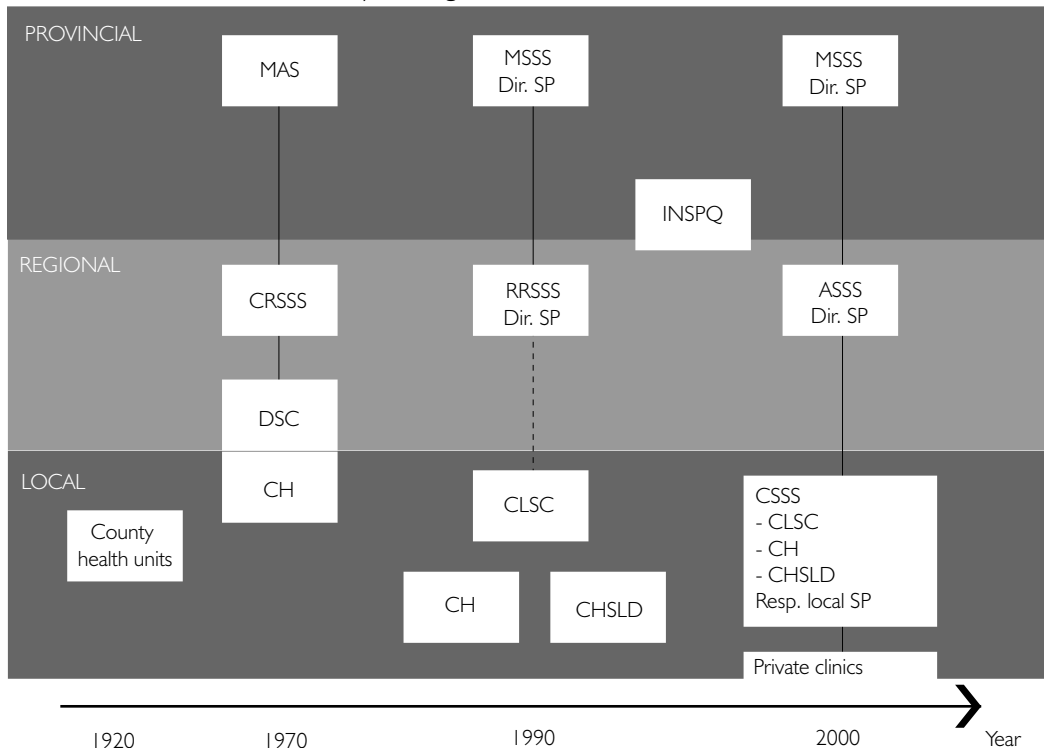 PROVINCIAL
MAS
MSSS
Dir. SP
MSSS
Dir. SP
INSPQ
REGIONAL
CRSSS
RRSSS
Dir. SP
ASSS
Dir. SP
DSC
LOCAL
CH
CLSC
CSSS
- CLSC
- CH
- CHSLD
Resp. local SP
County
health units
CH
CHSLD
Private clinics
1920
1970
1990
2000
Year